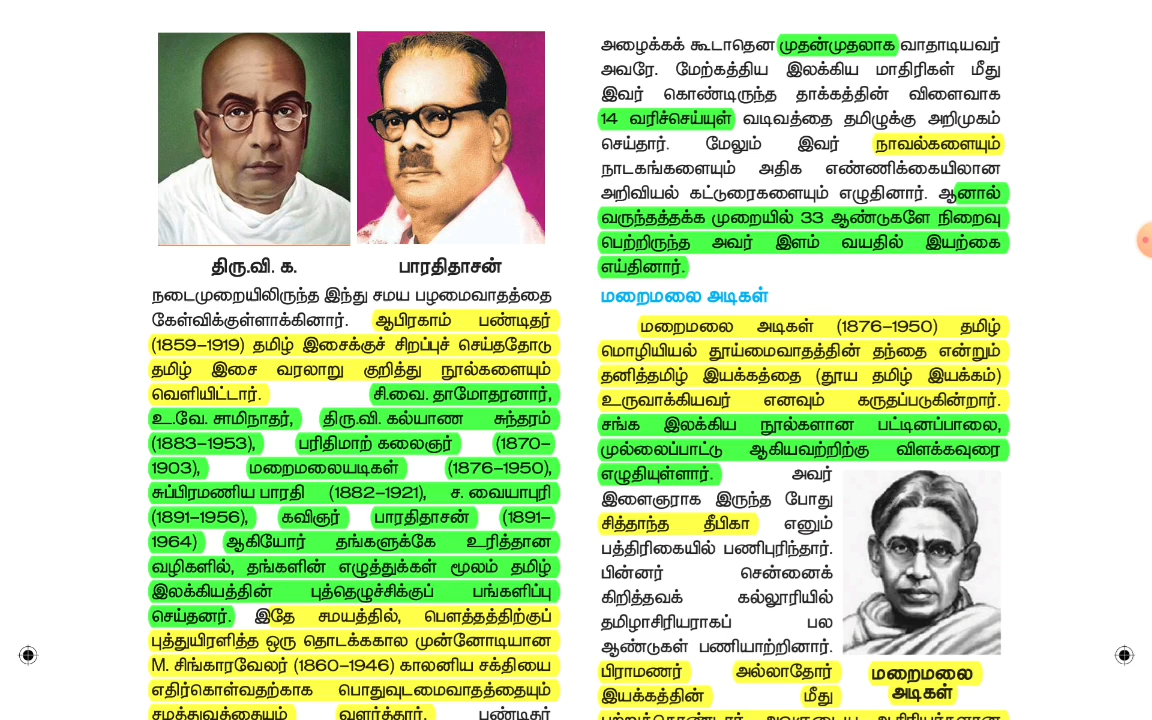 திரு.வி. க.
பாரதிதாசன்
நடைமுறையிலிருந்த இந்து சமய பழமைவாதத்தை
கேள்விக்குள்ளாக்கினார். ஆபிரகாம் பண்டிதர்
(1859–1919) தமிழ் இசைக்குச் சிறப்புச் செய்ததோடு
தமிழ் இசை வரலாறு குறித்து நூல்களையும்
வெளியிட்டார். சி.வை. தாமோதரனார்,
உ.வே. சாமிநாதர், திரு.வி. கல்யாண சுந்தரம்
(1883–1953), பரிதிமாற் கலைஞர் (1870–
1903), மறைமலையடிகள் (1876–1950),
சுப்பிரமணிய பாரதி (1882–1921), ச. வையாபுரி
(1891–1956), கவிஞர் பாரதிதாசன் (1891–
1964) ஆகியோர் தங்களுக்கே உரித்தான
வழிகளில், தங்களின் எழுத்துக்கள் மூலம் தமிழ்
இலக்கியத்தின் புத்தெழுச்சிக்குப் பங்களிப்பு
செய்தனர். இதே சமயத்தில், பௌத்தத்திற்குப்
புத்துயிரளித்த ஒரு தொடக்ககால முன்னோடியான
M. சிங்காரவேலர் (1860–1946) காலனிய சக்தியை
எதிர்கொள்வதற்காக பொதுவுடமைவாதத்தையும்
சமத்துவத்தையும் வளர்த்தார். பண்டிதர்
அழைக்கக் கூடாதென முதன்முதலாக வாதாடியவர்
அவரே. மேற்கத்திய இலக்கிய மாதிரிகள் மீது
இவர் கொண்டிருந்த தாக்கத்தின் விளைவாக
14 வரிச்செய்யுள் வடிவத்தை தமிழுக்கு அறிமுகம்
செய்தார். மேலும் இவர் நாவல்களையும்
நாடகங்களையும் அதிக எண்ணிக்கையிலான
அறிவியல் கட்டுரைகளையும் எழுதினார். ஆனால்
வருந்தத்தக்க முறையில் 33 ஆண்டுகளே நிறைவு
பெற்றிருந்த அவர் இளம் வயதில் இயற்கை
எய்தினார்.
மறைமலை அடிகள்
மறைமலை அடிகள் (1876–1950) தமிழ்
மொழியியல் தூய்மைவாதத்தின் தந்தை என்றும்
தனித்தமிழ் இயக்கத்தை (தூய தமிழ் இயக்கம்)
உருவாக்கியவர் எனவும் கருதப்படுகின்றார்.
சங்க இலக்கிய நூல்களான பட்டினப்பாலை,
முல்லைப்பாட்டு ஆகியவற்றிற்கு விளக்கவுரை
எழுதியுள்ளார். அவர்
இளைஞராக இருந்த போது
சித்தாந்த தீபிகா எனும்
பத்திரிகையில் பணிபுரிந்தார்.
பின்னர் சென்னைக்
கிறித்தவக் கல்லூரியில்
தமிழாசிரியராகப் பல
ஆண்டுகள் பணியாற்றினார்.
பிராமணர் அல்லாதோர்
இயக்கத்தின் மீது
மறைமலை
அடிகள்